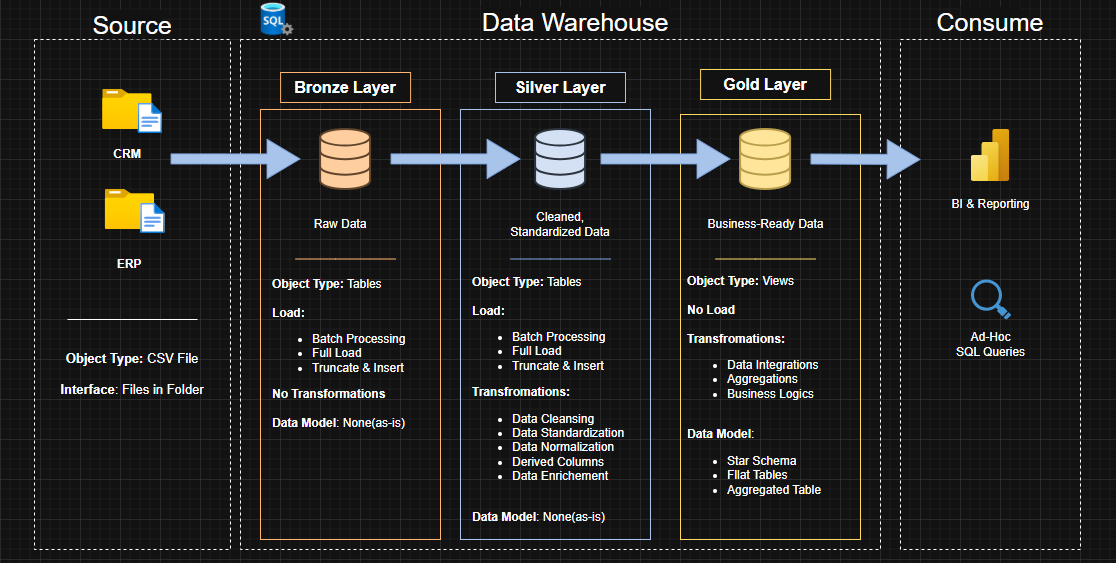 Source
CRM
ERP
Object Type: CSV File
Interface: Files in Folder
SQL
Data Warehouse
Bronze Layer
Raw Data
Object Type: Tables
Load:
• Batch Processing
• Full Load
• Truncate & Insert
No Transformations
Data Model: None(as-is)
Silver Layer
Cleaned,
Standardized Data
Object Type: Tables
Load:
• Batch Processing
• Full Load
• Truncate & Insert
Transfromations:
• Data Cleansing
• Data Standardization
• Data Normalization
• Derived Columns
• Data Enrichement
Data Model: None(as-is)
Gold Layer
Business-Ready Data
Object Type: Views
No Load
Transfromations:
• Data Integrations
• Aggregations
• Business Logics
Data Model:
• Star Schema
• Fllat Tables
• Aggregated Table
Consume
BI & Reporting
Ad-Hoc
SQL Queries